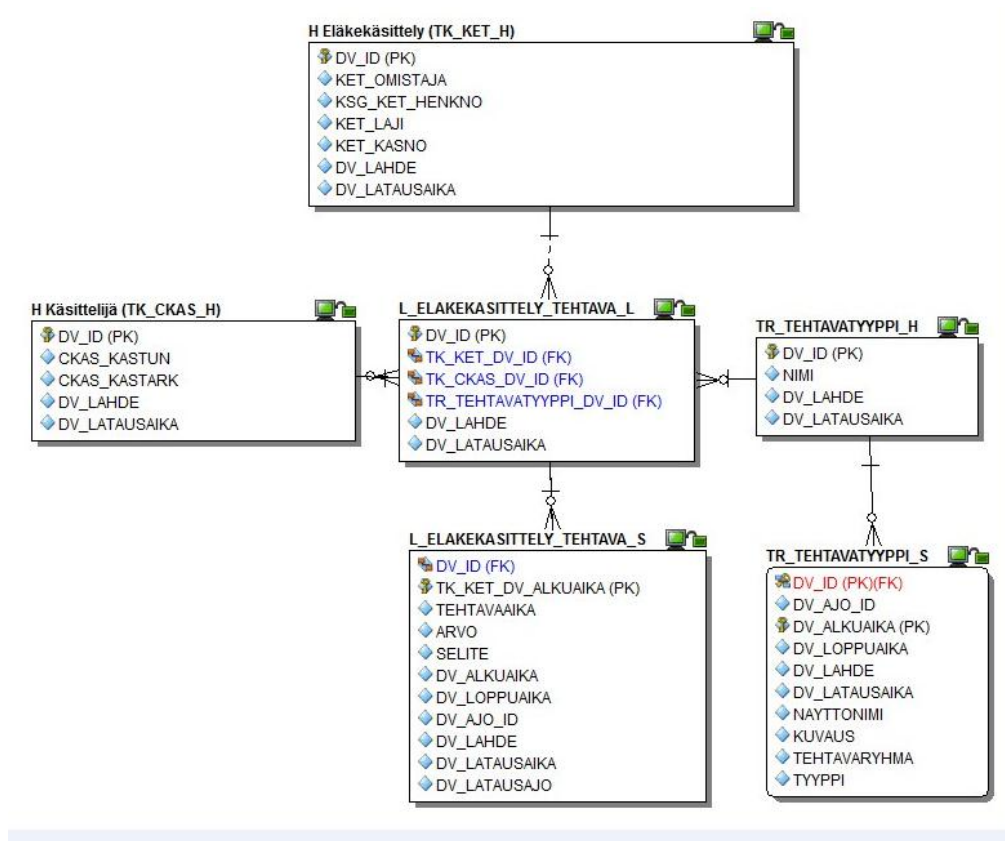 H Eläkekäsittely (TK_KET_H)
DV_ID (PK)
KET_OMISTAJA
KSG_KET_HENKNO
KET_LAJI
KET_KASNO
DV_LAHDE
DV_LATAUSAIKA
H Käsittelijä (TK_CKAS_H)
DV_ID (PK)
CKAS_KASTUN
CKAS_KASTARK
DV_LAHDE
DV_LATAUSAIKA
L_ELAKEKASITTELY_TEHTAVA_L
DV_ID (PK)
TK_KET_DV_ID (FK)
TK_CKAS_DV_ID (FK)
TR_TEHTAVATYYPPI_DV_ID (FK)
DV_LAHDE
DV_LATAUSAIKA
TR_TEHTAVATYYPPI_H
DV_ID (PK)
NIMI
DV_LAHDE
DV_LATAUSAIKA
L_ELAKEKASITTELY_TEHTAVA_S
DV_ID (FK)
TK_KET_DV_ALKUAIKA (PK)
TEHTAVAAIKA
ARVO
SELITE
DV_ALKUAIKA
DV_LOPPUAIKA
DV_AJO_ID
DV_LAHDE
DV_LATAUSAIKA
DV_LATAUSAJO
TR_TEHTAVATYYPPI_S
DV_ID (PK)(FK)
DV_AJO_ID
DV_ALKUAIKA (PK)
DV_LOPPUAIKA
DV_LAHDE
DV_LATAUSAIKA
NAYTTONIMI
KUVAUS
TEHTAVARYHMA
TYYPPI